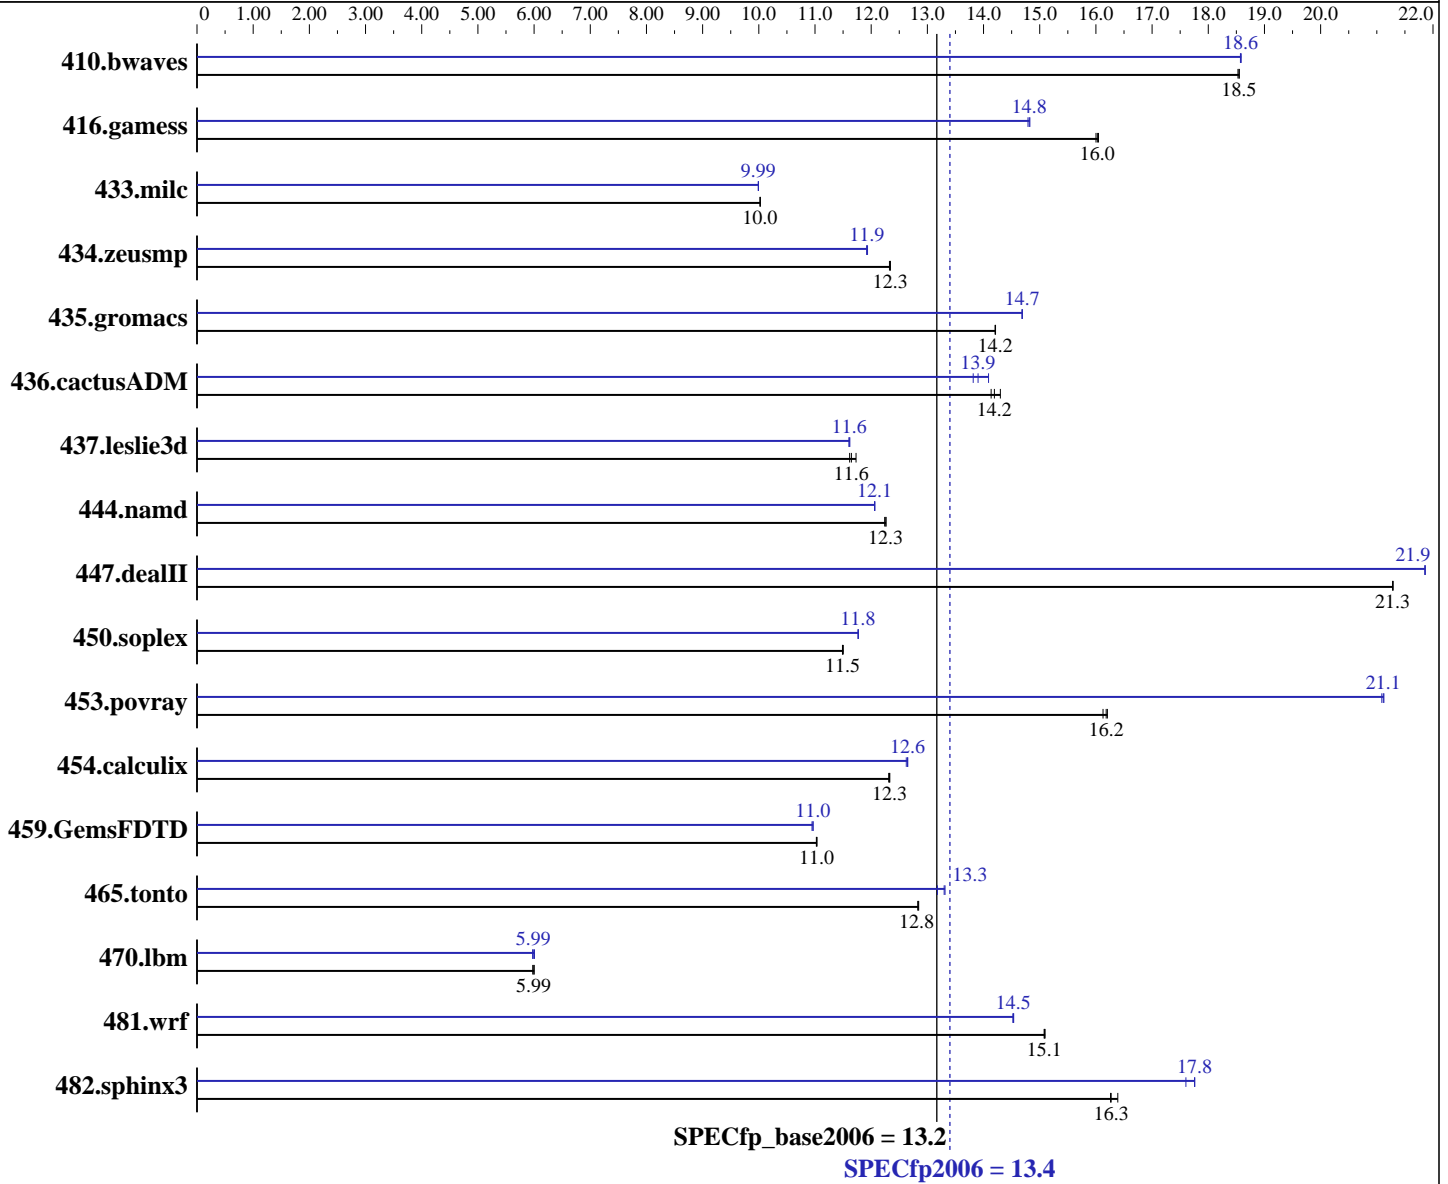 0 1.00 2.00 3.00 4.00 5.00 6.00 7.00 8.00 9.00 10.0 11.0 12.0 13.0 14.0 15.0 16.0 17.0 18.0 19.0 20.0 22.0
18.6
410.bwaves
18.5
14.8
416.gamess
16.0
9.99
433.milc
10.0
11.9
434.zeusmp
12.3
14.7
435.gromacs
14.2
13.9
436.cactusADM
14.2
11.6
437.leslie3d
11.6
12.1
444.namd
12.3
21.9
447.dealII
21.3
11.8
450.soplex
11.5
21.1
453.povray
16.2
12.6
454.calculix
12.3
11.0
459.GemsFDTD
11.0
13.3
465.tonto
12.8
5.99
470.lbm
5.99
14.5
481.wrf
15.1
17.8
482.sphinx3
16.3
SPECfp_base2006 = 13.2
SPECfp2006 = 13.4